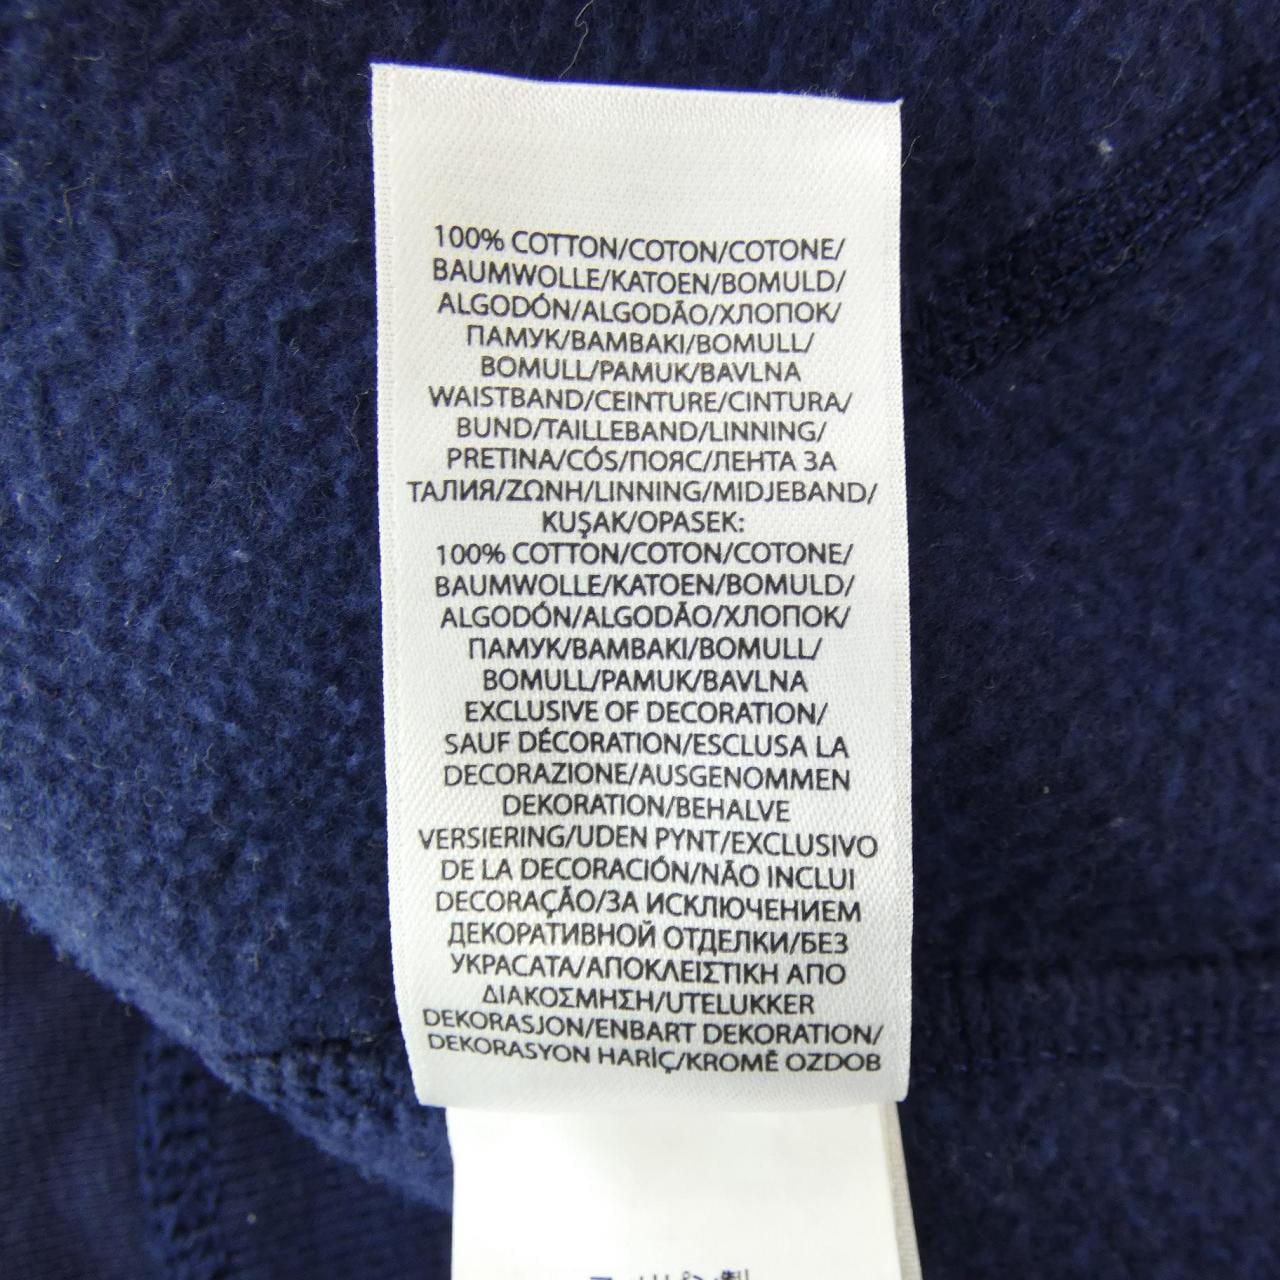 100% COTTON/COTON/COTONE/
BAUMWOLLE/KATOEN/BOMULD/
ALGODÓN/ALGODÃO/ХЛОПОК/
ПАМУК/BAMBAKI/BOMULL/
BOMULL/PAMUK/BAVLNA
WAISTBAND/CEINTURE/CINTURA/
BUND/TAILLEBAND/LINNING/
PRETINA/CÓS/ПОЯС/ЛЕНТА ЗА
ТАЛИЯ/ΖΩΝΗ/LINNING/MIDJEBAND/
KUŞAK/OPASEK:
100% COTTON/COTON/COTONE/
BAUMWOLLE/KATOEN/BOMULD/
ALGODÓN/ALGODÃO/ХЛОПОК/
ПАМУК/BAMBAKI/BOMULL/
BOMULL/PAMUK/BAVLNA
EXCLUSIVE OF DECORATION/
SAUF DÉCORATION/ESCLUSA LA
DECORAZIONE/AUSGENOMMEN
DEKORATION/BEHALVE
VERSIERING/UDEN PYNT/EXCLUSIVO
DE LA DECORACIÓN/NÃO INCLUI
DECORAÇÃO/ЗА ИСКЛЮЧЕНИЕМ
ДЕКОРАТИВНОЙ ОТДЕЛКИ/БЕЗ
УКРАСАТА/ΑΠΟΚΛΕΙΣΤΙΚΗ ΑΠΟ
ΔΙΑΚΟΣΜΗΣΗ/UTELUKKER
DEKORASJON/ENBART DEKORATION/
DEKORASYON HARİÇ/KROMĚ OZDOB